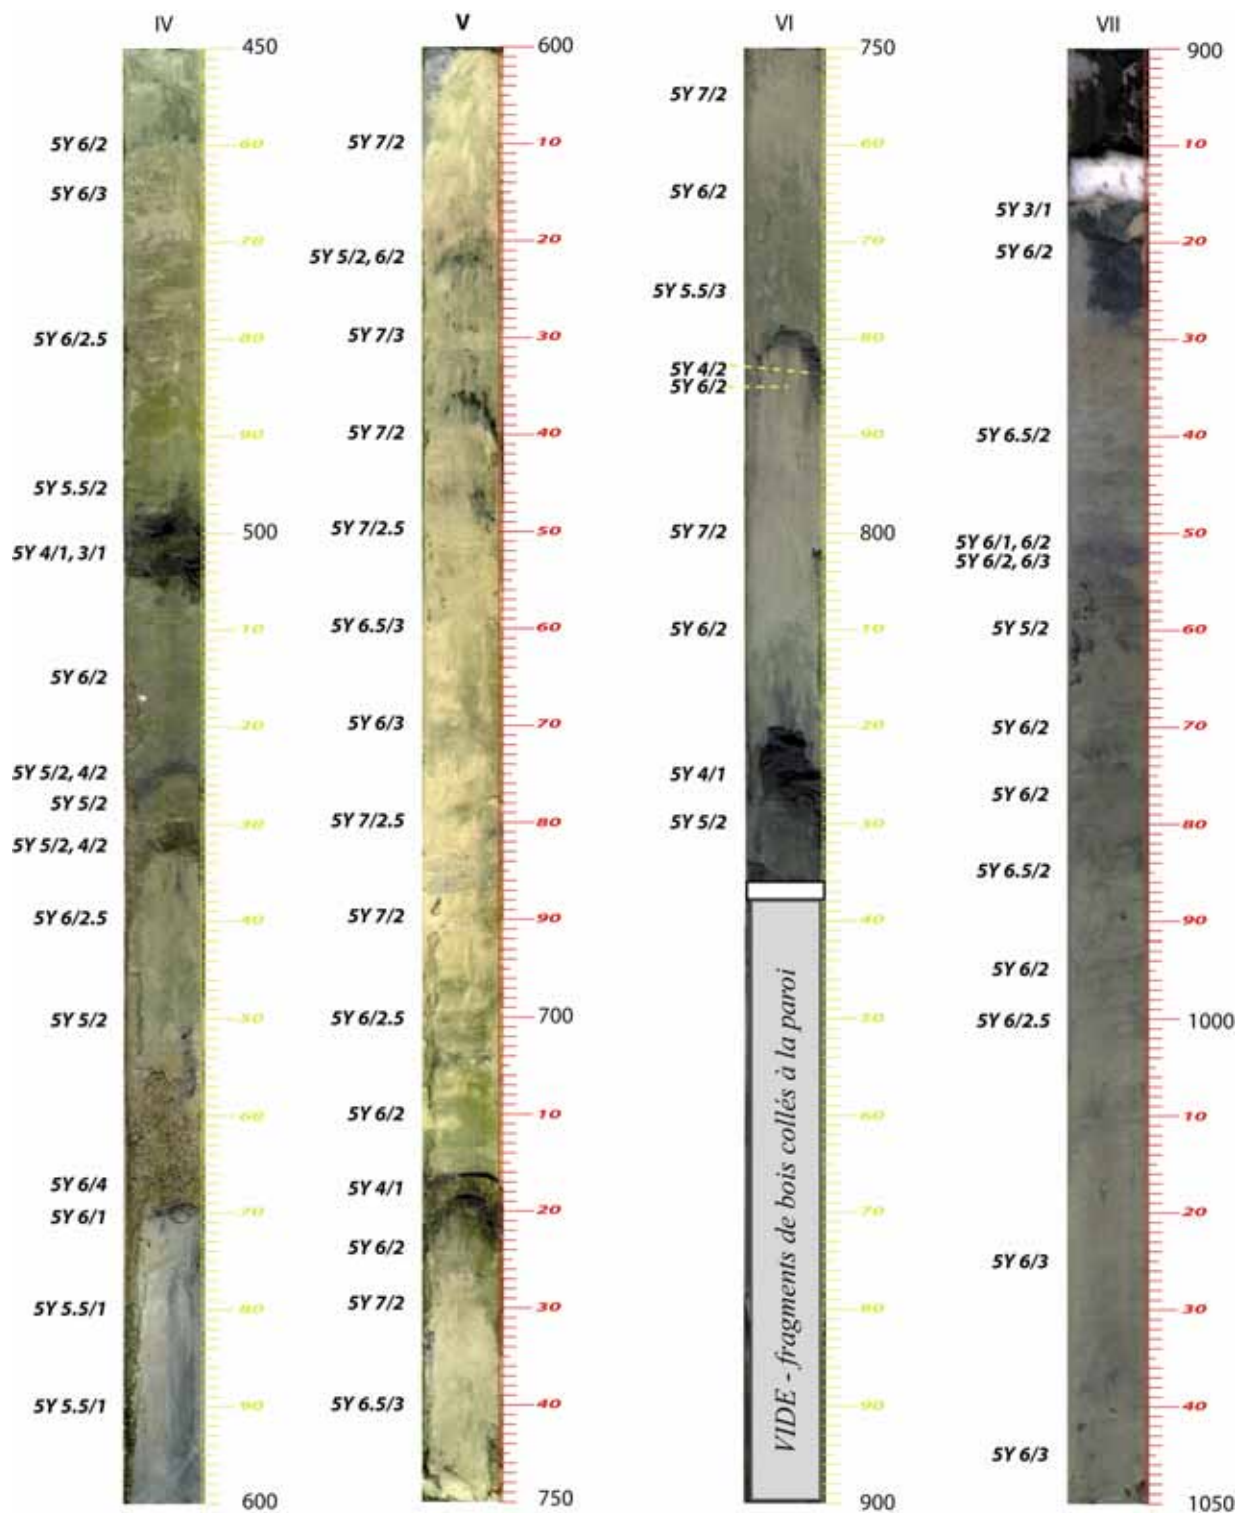 IV
450
5Y 6/2
60
5Y 6/3
70
5Y 6/2.5
80
90
5Y 5.5/2
500
5Y 4/1, 3/1
10
5Y 6/2
20
5Y 5/2, 4/2
5Y 5/2
30
5Y 5/2, 4/2
5Y 6/2.5
40
5Y 5/2
50
60
5Y 6/4
5Y 6/1
70
5Y 5.5/1
80
5Y 5.5/1
90
600
V
600
5Y 7/2
10
20
5Y 5/2, 6/2
5Y 7/3
30
5Y 7/2
40
5Y 7/2.5
50
5Y 6.5/3
60
5Y 6/3
70
5Y 7/2.5
80
5Y 7/2
90
5Y 6/2.5
700
5Y 6/2
10
5Y 4/1
20
5Y 6/2
5Y 7/2
30
5Y 6.5/3
40
750
VI
750
5Y 7/2
60
5Y 6/2
70
5Y 5.5/3
80
5Y 4/2
5Y 6/2
90
5Y 7/2
800
5Y 6/2
10
20
5Y 4/1
5Y 5/2
30
40
50
60
70
80
90
VIDE - fragments de bois collés à la paroi
900
VII
900
10
5Y 3/1
20
5Y 6/2
30
5Y 6.5/2
40
50
5Y 6/1, 6/2
5Y 6/2, 6/3
5Y 5/2
60
5Y 6/2
70
5Y 6/2
80
5Y 6.5/2
90
5Y 6/2
5Y 6/2.5
1000
10
20
5Y 6/3
30
40
5Y 6/3
1050